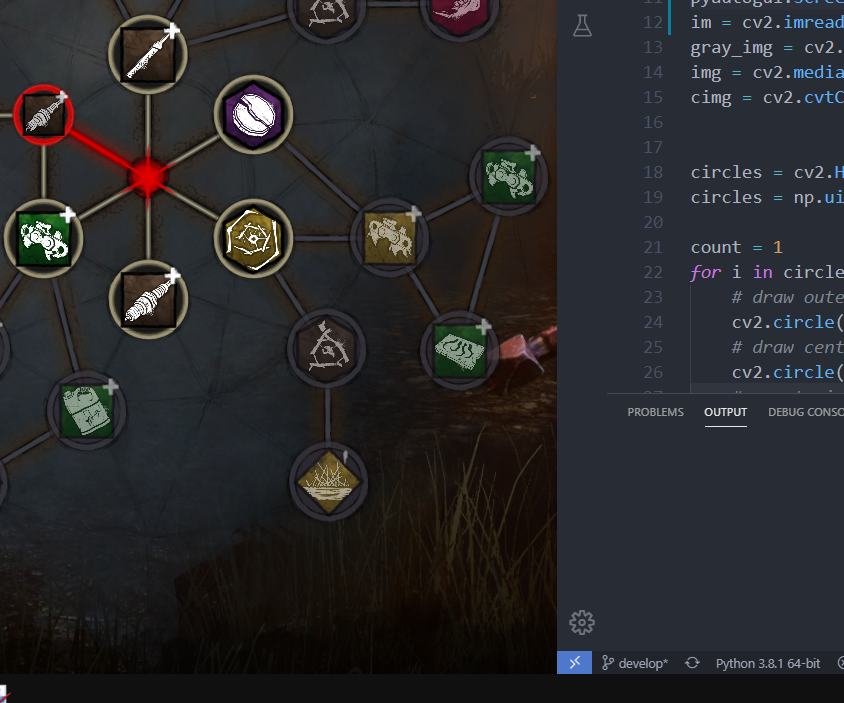 11 pyautogui.scree
12 im = cv2.imread
13 gray_img = cv2.
14 img = cv2.media
15 cimg = cv2.cvtC
16
17
18 circles = cv2.H
19 circles = np.ui
20
21 count = 1
22 for i in circle
23 # draw oute
24 cv2.circle(
25 # draw cent
26 cv2.circle(
PROBLEMS OUTPUT DEBUG CONSO
develop* Python 3.8.1 64-bit